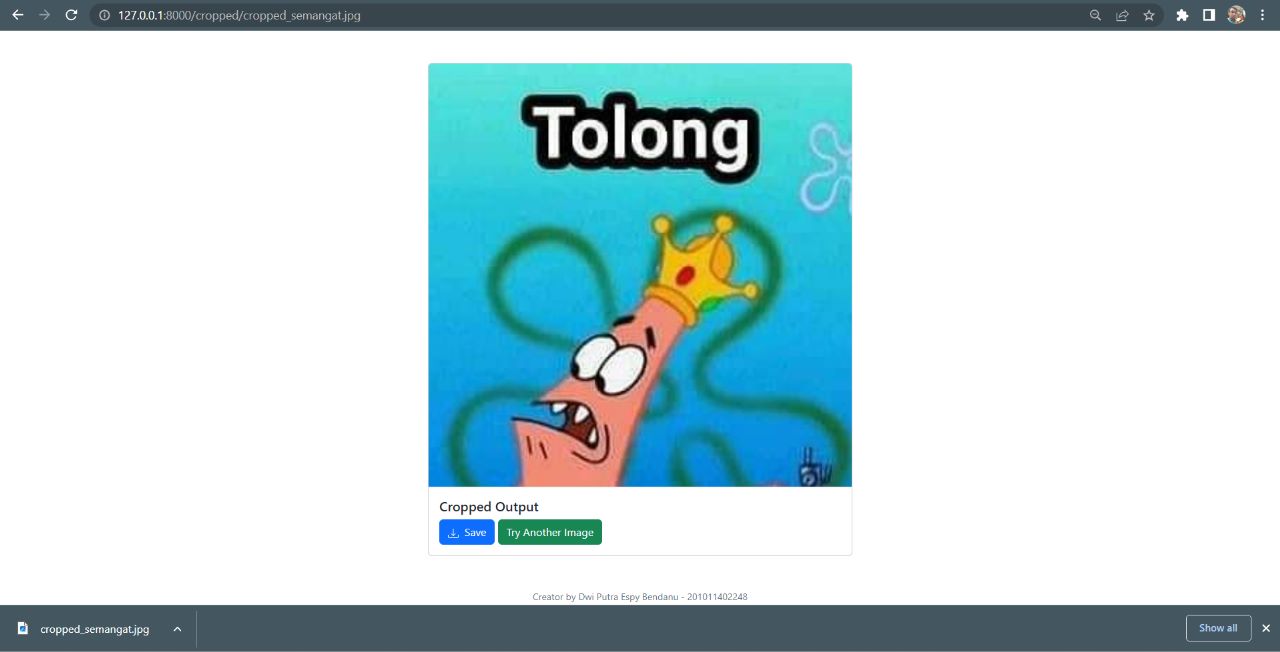 127.0.0.1:8000/cropped/cropped_semangat.jpg
Tolong
Cropped Output
Save
Try Another Image
Creator by Dwi Putra Espy Bendanu - 201011402248
cropped_semangat.jpg
Show all